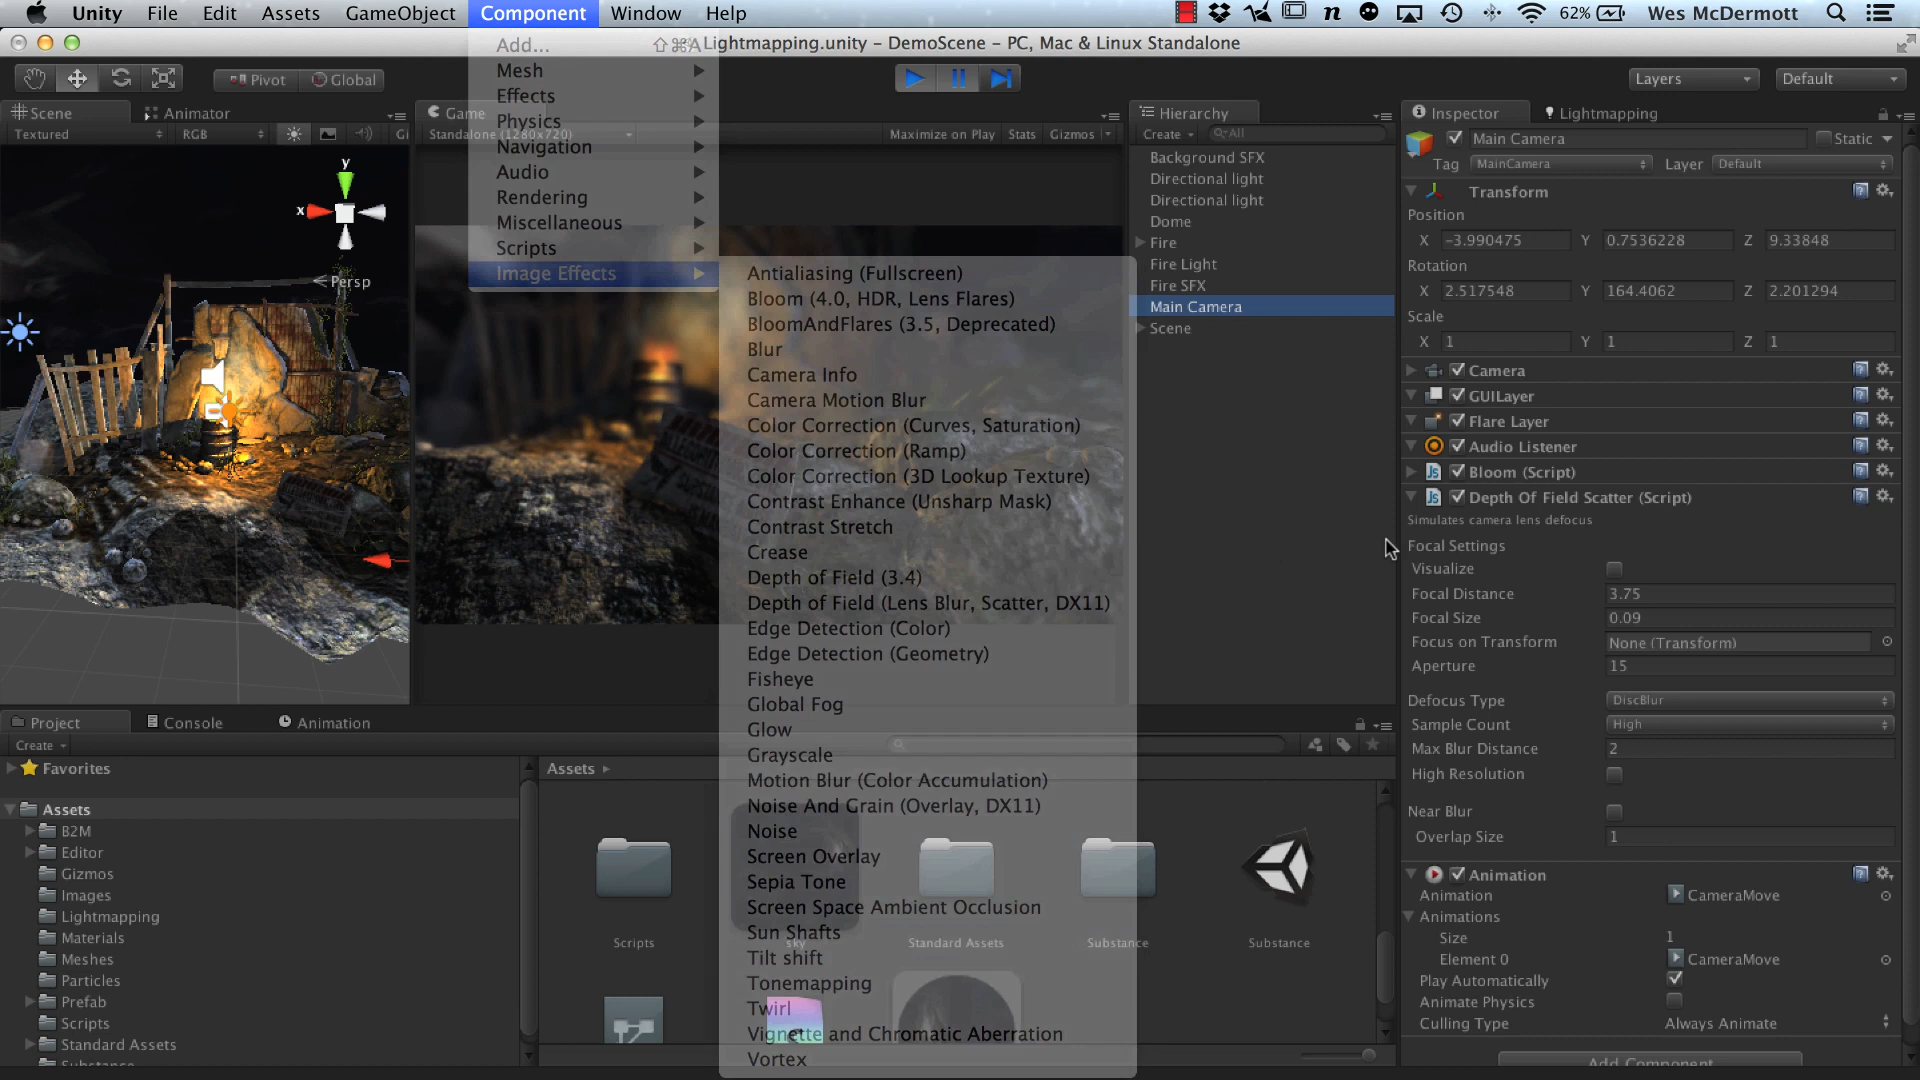 Unity File Edit Assets GameObject Component Window Help 62% Wes McDermott
Lightmapping.unity – DemoScene – PC, Mac & Linux Standalone
Add... ⇧⌘A
Mesh
Effects
Physics
Navigation
Audio
Rendering
Miscellaneous
Scripts
Image Effects
Antialiasing (Fullscreen)
Bloom (4.0, HDR, Lens Flares)
BloomAndFlares (3.5, Deprecated)
Blur
Camera Info
Camera Motion Blur
Color Correction (Curves, Saturation)
Color Correction (Ramp)
Color Correction (3D Lookup Texture)
Contrast Enhance (Unsharp Mask)
Contrast Stretch
Crease
Depth of Field (3.4)
Depth of Field (Lens Blur, Scatter, DX11)
Edge Detection (Color)
Edge Detection (Geometry)
Fisheye
Global Fog
Glow
Grayscale
Motion Blur (Color Accumulation)
Noise And Grain (Overlay, DX11)
Noise
Screen Overlay
Sepia Tone
Screen Space Ambient Occlusion
Sun Shafts
Tilt shift
Tonemapping
Twirl
Vignette and Chromatic Aberration
Vortex
Pivot Global
Layers Default
Scene Animator
Textured RGB Gi
y
x
Persp
Game
Standalone (1280x720) Maximize on Play Stats Gizmos
Hierarchy
Create All
Background SFX
Directional light
Directional light
Dome
Fire
Fire Light
Fire SFX
Main Camera
Scene
Inspector Lightmapping
Main Camera Static
Tag MainCamera Layer Default
Transform
Position
X -3.990475 Y 0.7536228 Z 9.33848
Rotation
X 2.517548 Y 164.4062 Z 2.201294
Scale
X 1 Y 1 Z 1
Camera
GUILayer
Flare Layer
Audio Listener
Bloom (Script)
Depth Of Field Scatter (Script)
Simulates camera lens defocus
Focal Settings
Visualize
Focal Distance 3.75
Focal Size 0.09
Focus on Transform None (Transform)
Aperture 15
Defocus Type DiscBlur
Sample Count High
Max Blur Distance 2
High Resolution
Near Blur
Overlap Size 1
Animation
Animation CameraMove
Animations
Size 1
Element 0 CameraMove
Play Automatically
Animate Physics
Culling Type Always Animate
Add Component
Project Console Animation
Create
Favorites
Assets
B2M
Editor
Gizmos
Images
Lightmapping
Materials
Meshes
Particles
Prefab
Scripts
Standard Assets
Substance
Assets
Scripts sky Standard Assets Substance Substance